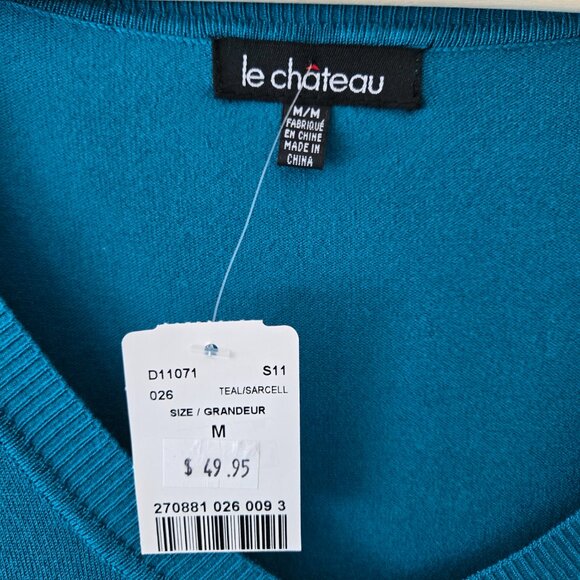 le château
M/M
FABRIQUÉ
EN CHINE
MADE IN
CHINA
D11071 S11
026 TEAL/SARCELL
SIZE / GRANDEUR
M
$ 49.95
270881 026 009 3